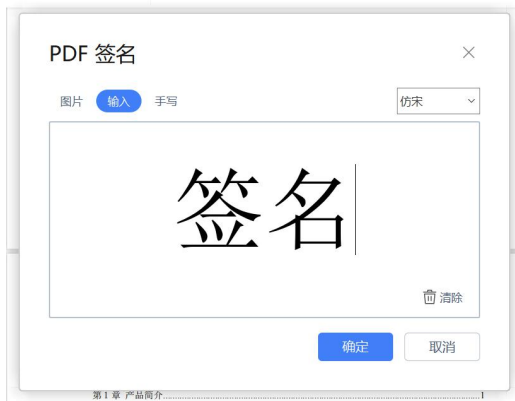 PDF 签名
图片 输入 手写 仿宋
签名
清除
确定 取消
第 1 章 产品简介........................................................................................1